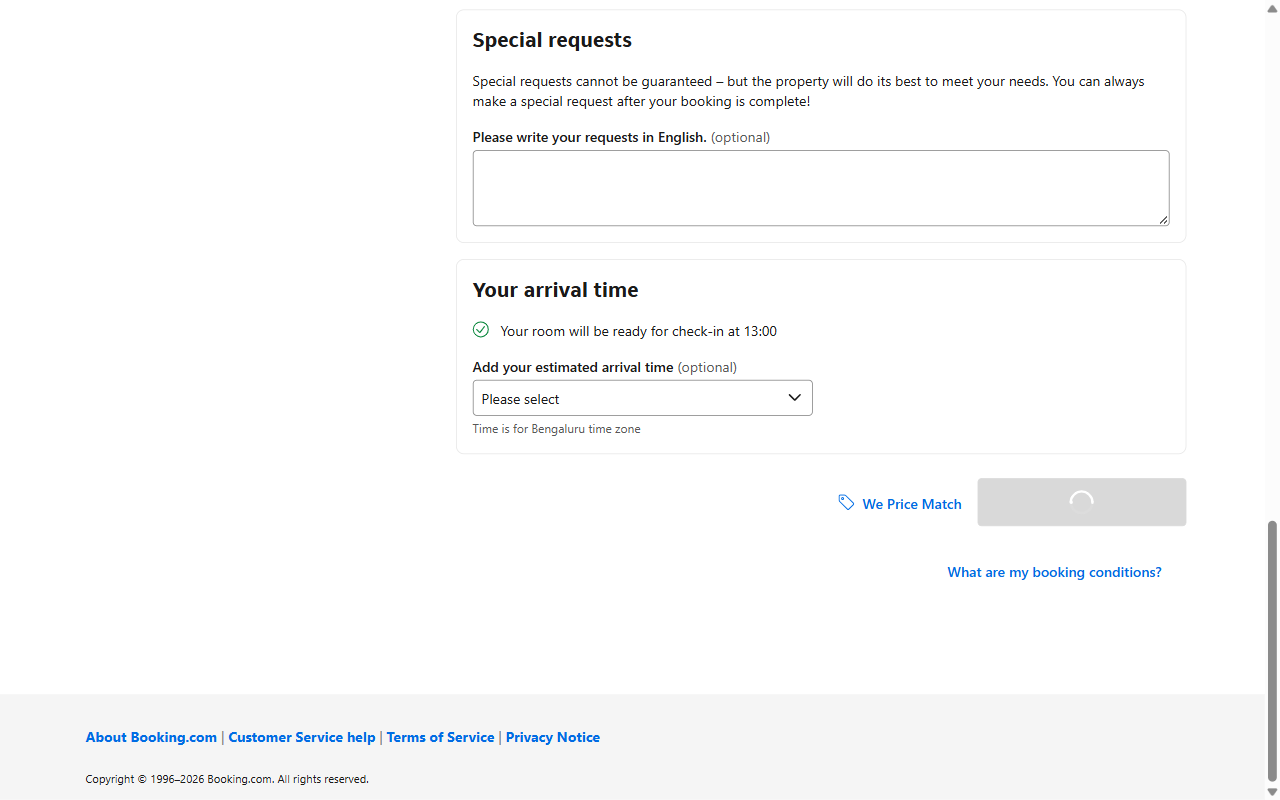 Special requests
Special requests cannot be guaranteed – but the property will do its best to meet your needs. You can always
make a special request after your booking is complete!
Please write your requests in English. (optional)
Your arrival time
Your room will be ready for check-in at 13:00
Add your estimated arrival time (optional)
Please select
Time is for Bengaluru time zone
We Price Match
What are my booking conditions?
About Booking.com | Customer Service help | Terms of Service | Privacy Notice
Copyright © 1996–2026 Booking.com. All rights reserved.